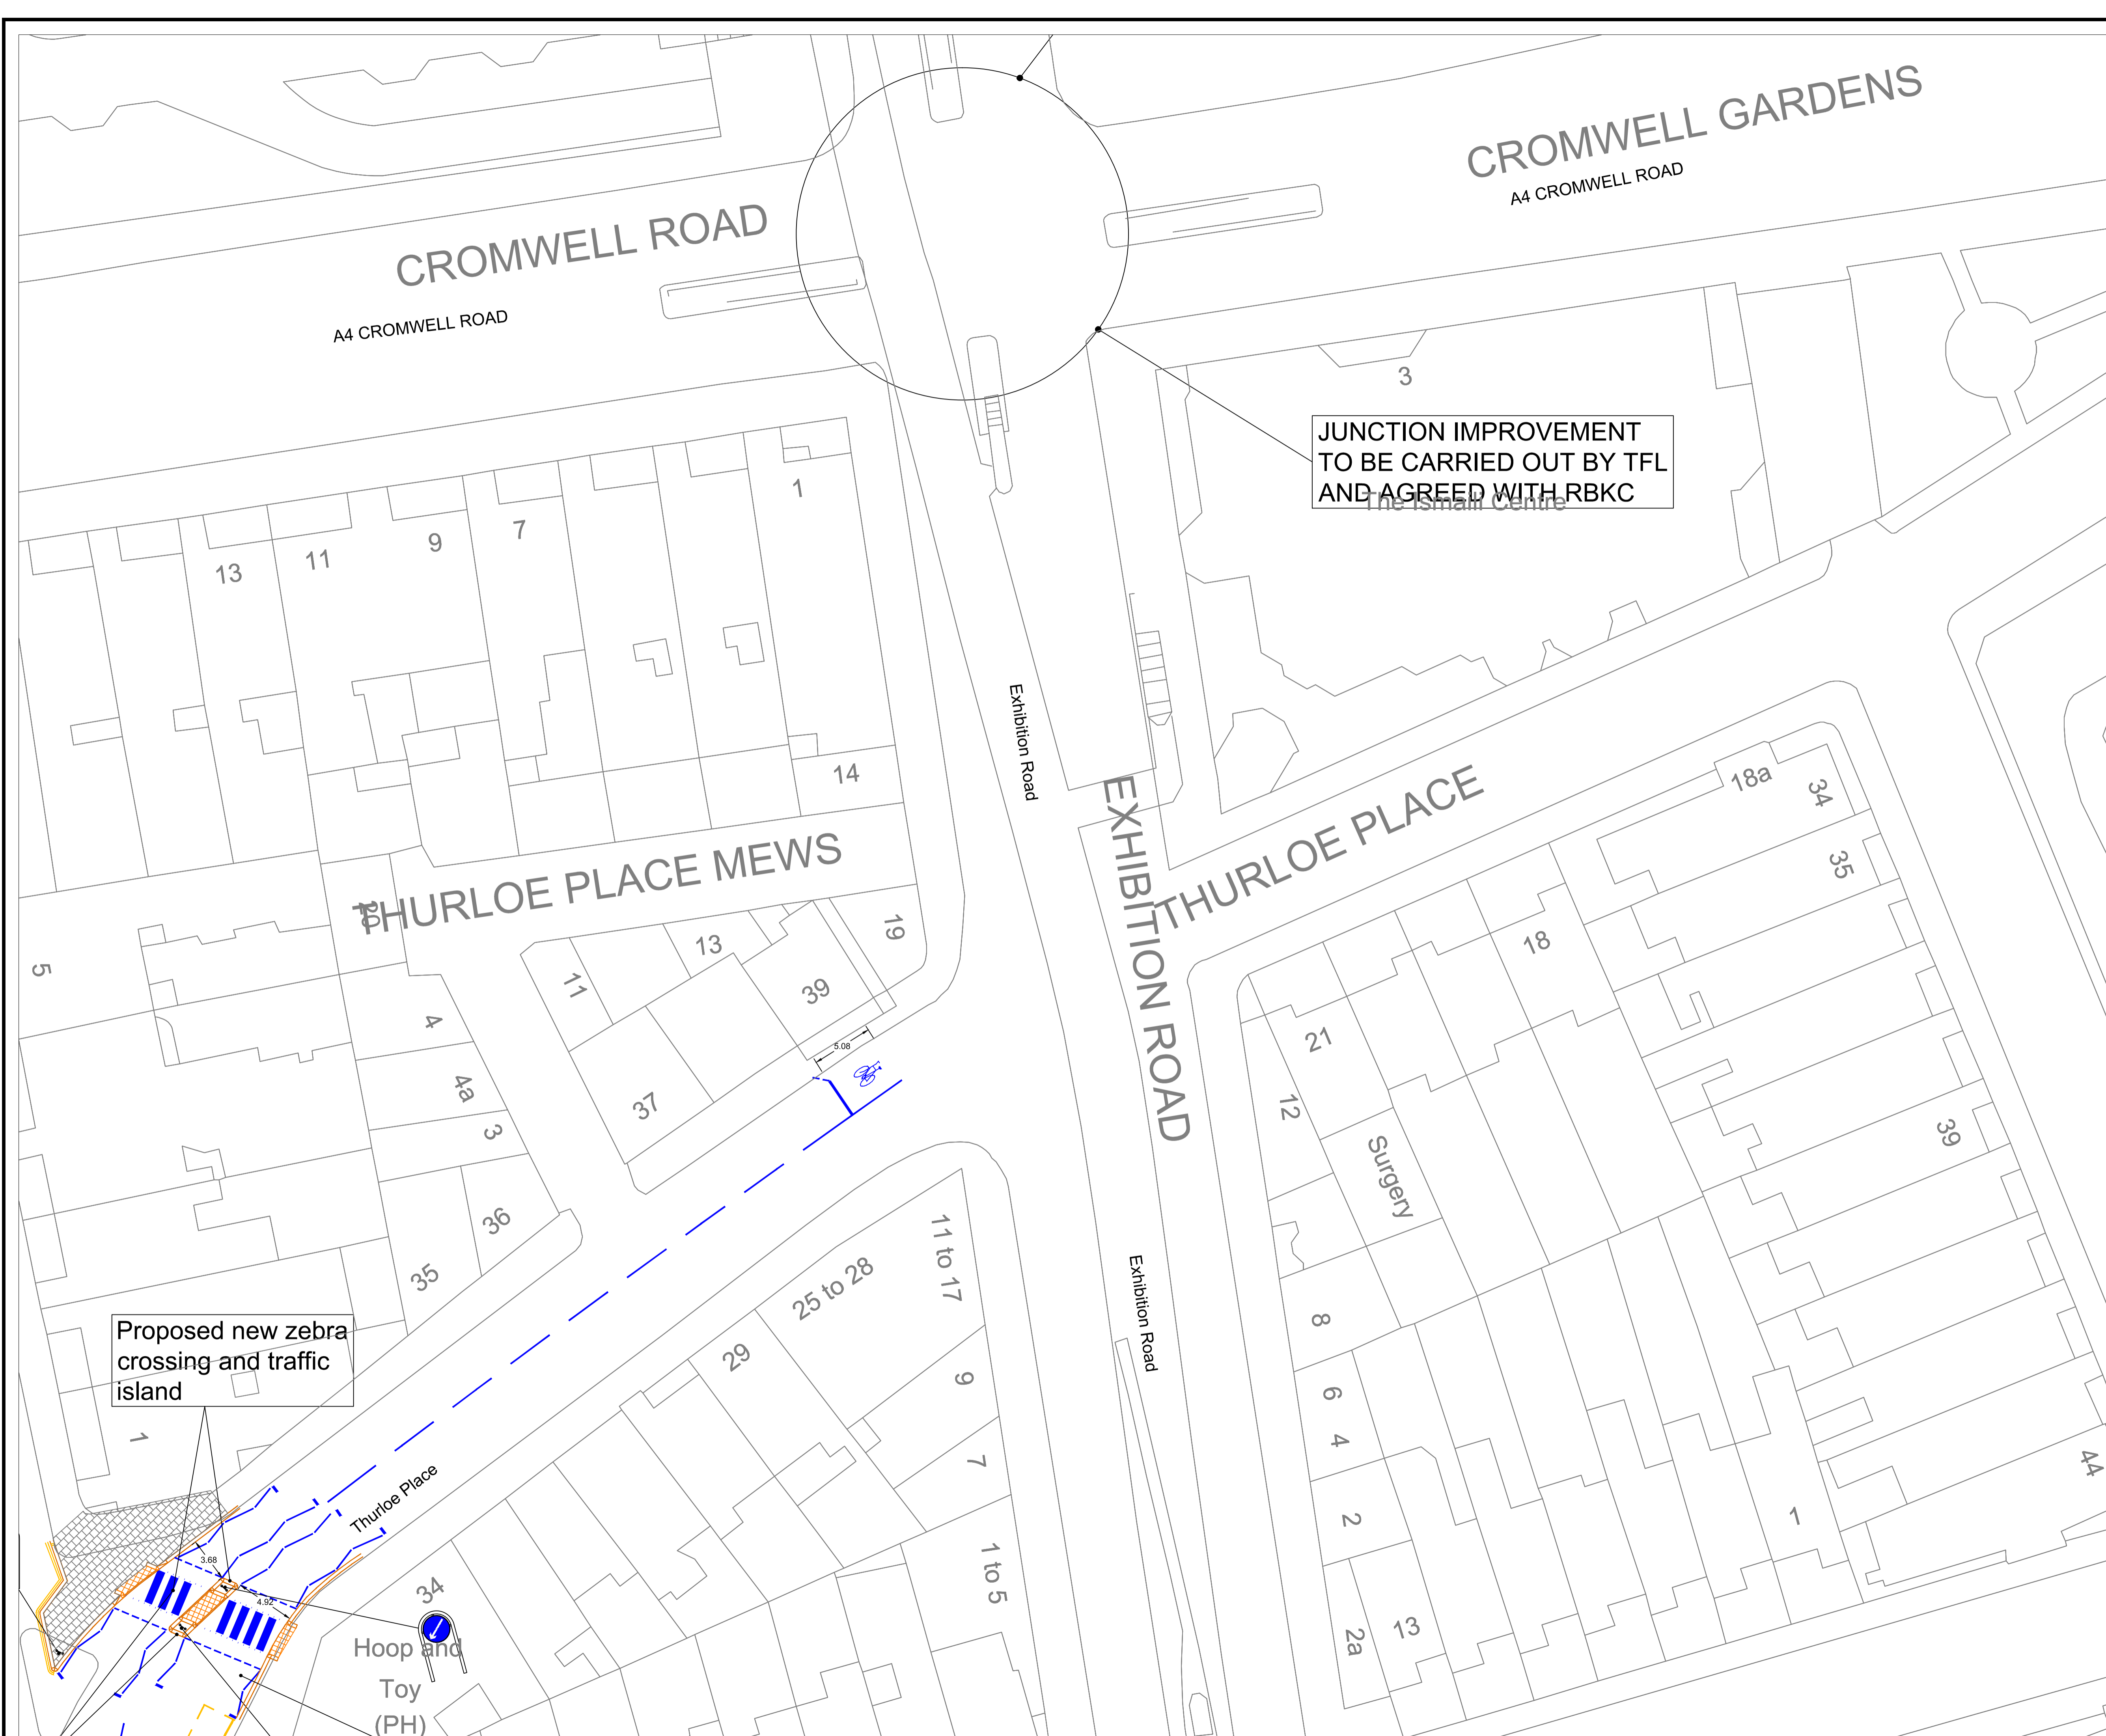 CROMWELL GARDENS
A4 CROMWELL ROAD
CROMWELL ROAD
A4 CROMWELL ROAD
3
JUNCTION IMPROVEMENT
TO BE CARRIED OUT BY TFL
AND AGREED WITH RBKC
The Ismaili Centre
1
7
9
11
13
Exhibition Road
14
THURLOE PLACE MEWS
EXHIBITION ROAD
THURLOE PLACE
18a
34
35
5
13
19
11
39
18
4
5.08
21
4a
37
12
3
Surgery
39
36
11 to 17
35
25 to 28
Exhibition Road
8
Proposed new zebra
crossing and traffic
island
29
9
6
1
4
7
44
Thurloe Place
2
1
3.68
1 to 5
4.92
34
13
2a
Hoop and
Toy
(PH)